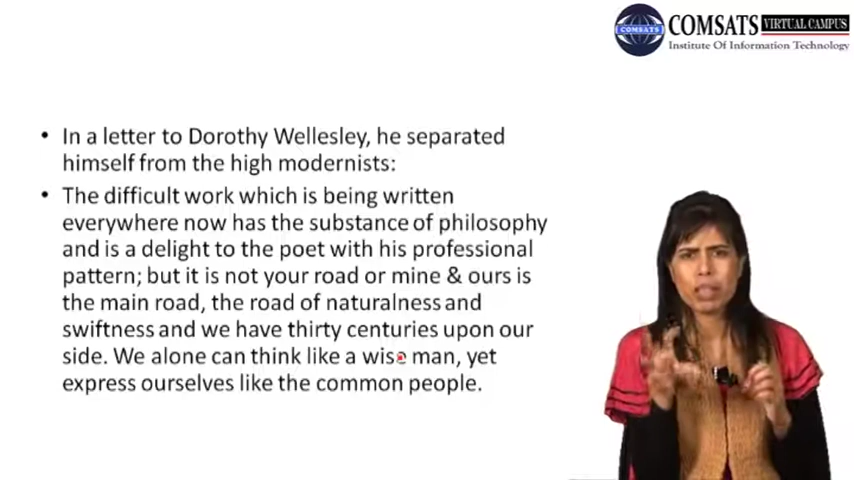 COMSATS VIRTUAL CAMPUS
Institute Of Information Technology
COMSATS
• In a letter to Dorothy Wellesley, he separated
himself from the high modernists:
• The difficult work which is being written
everywhere now has the substance of philosophy
and is a delight to the poet with his professional
pattern; but it is not your road or mine & ours is
the main road, the road of naturalness and
swiftness and we have thirty centuries upon our
side. We alone can think like a wise man, yet
express ourselves like the common people.